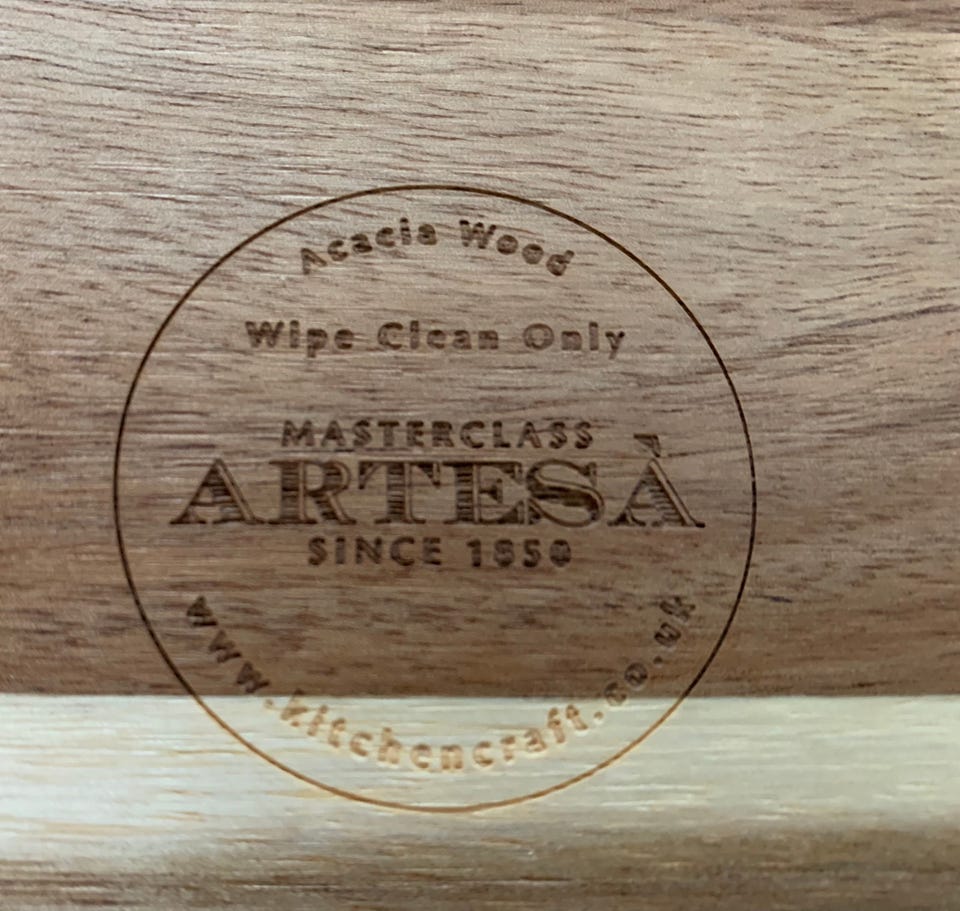 Acacia Wood
Wipe Clean Only
MASTERCLASS
ARTESÀ
SINCE 1850
www.kitchencraft.co.uk